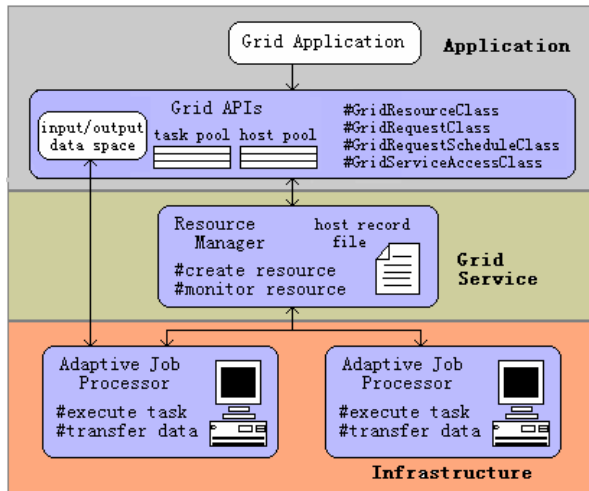 Grid Application
Application
Grid APIs
input/output
data space
task pool
host pool
#GridResourceClass
#GridRequestClass
#GridRequestScheduleClass
#GridServiceAccessClass
Resource
Manager
host record
file
#create resource
#monitor resource
Grid
Service
Adaptive Job
Processor
#execute task
#transfer data
Adaptive Job
Processor
#execute task
#transfer data
Infrastructure